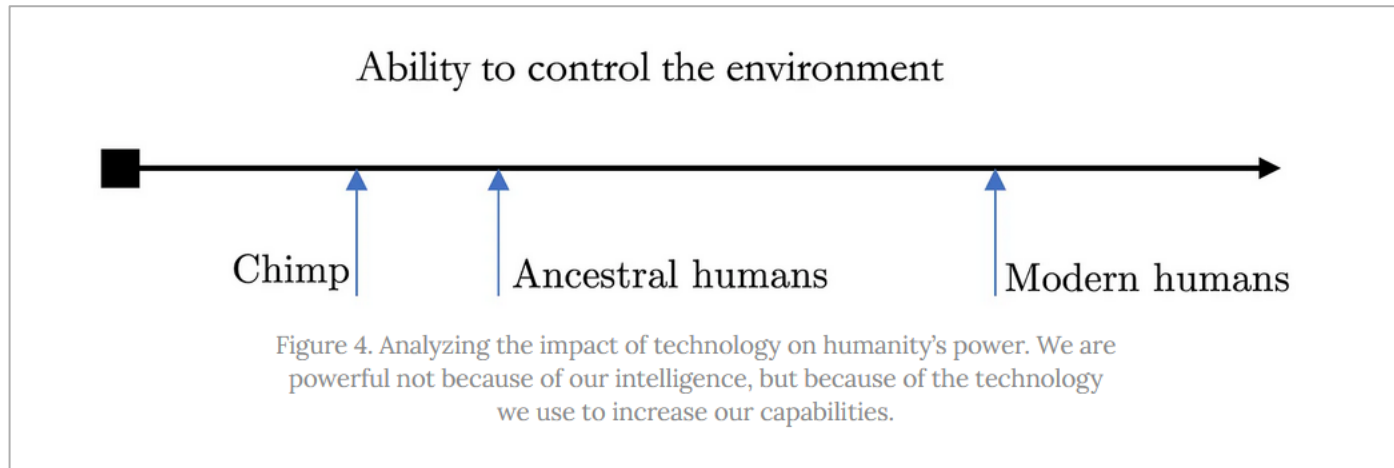 Ability to control the environment
Chimp
Ancestral humans
Modern humans
Figure 4. Analyzing the impact of technology on humanity’s power. We are
powerful not because of our intelligence, but because of the technology
we use to increase our capabilities.